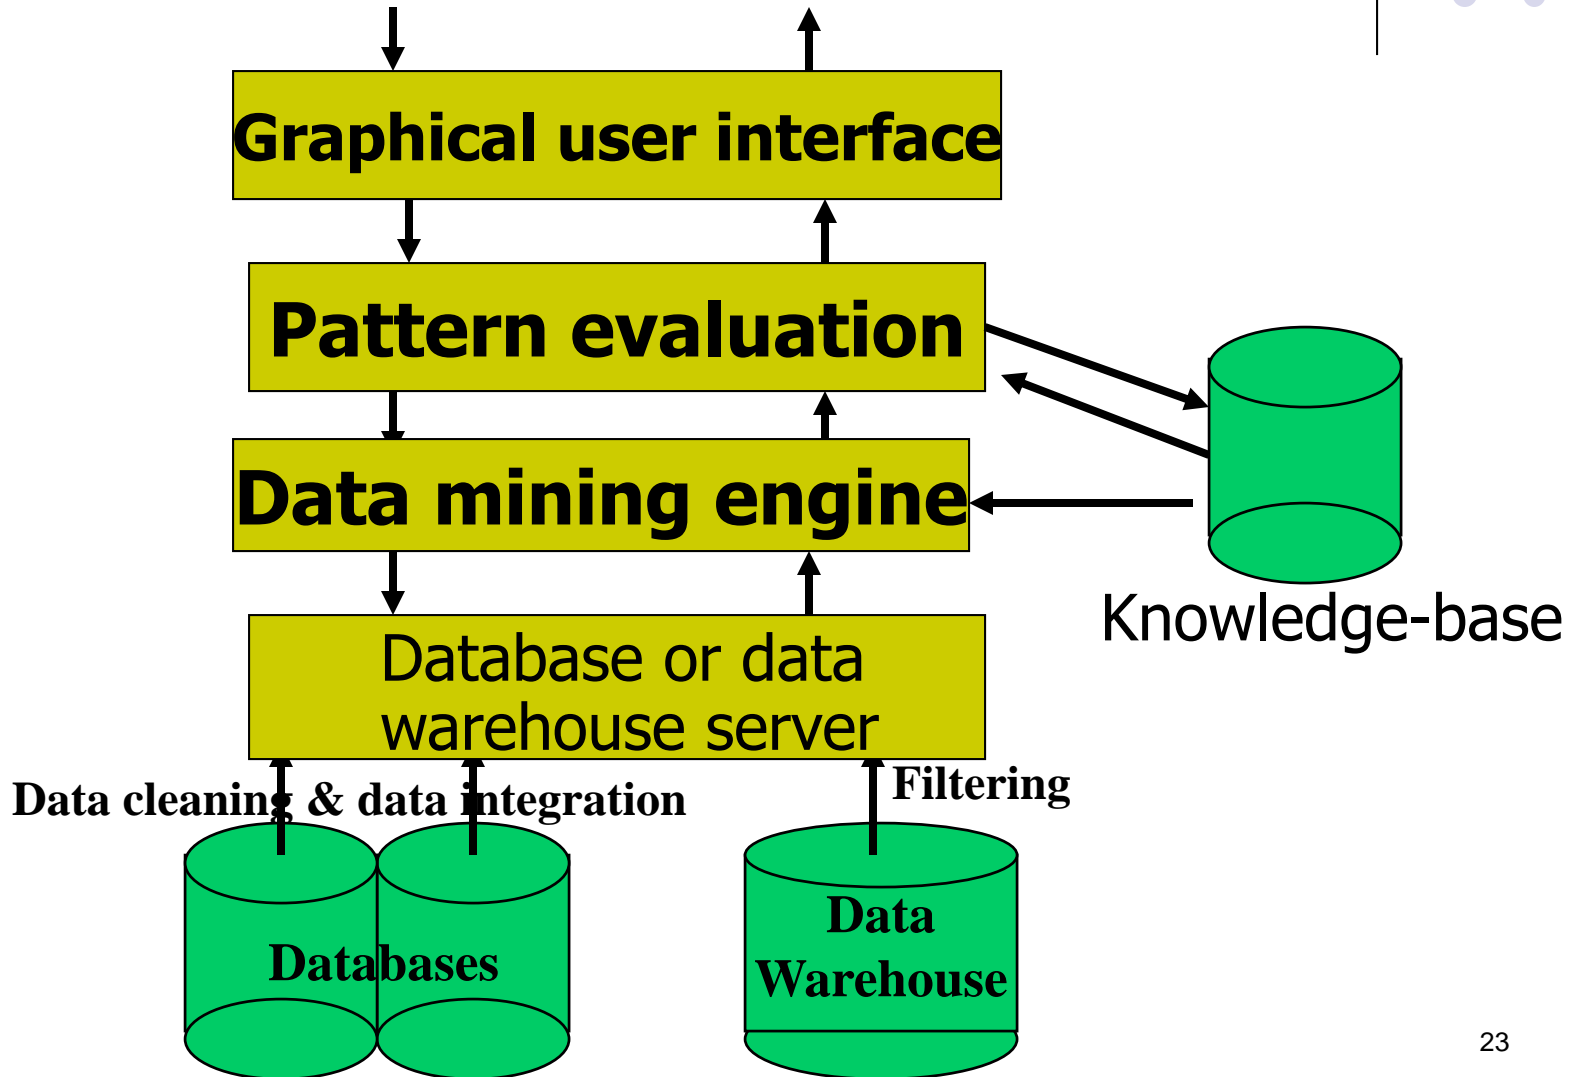 Graphical user interface
Pattern evaluation
Data mining engine
Knowledge-base
Database or data
warehouse server
Data cleaning & data integration
Filtering
Databases
Data
Warehouse
23